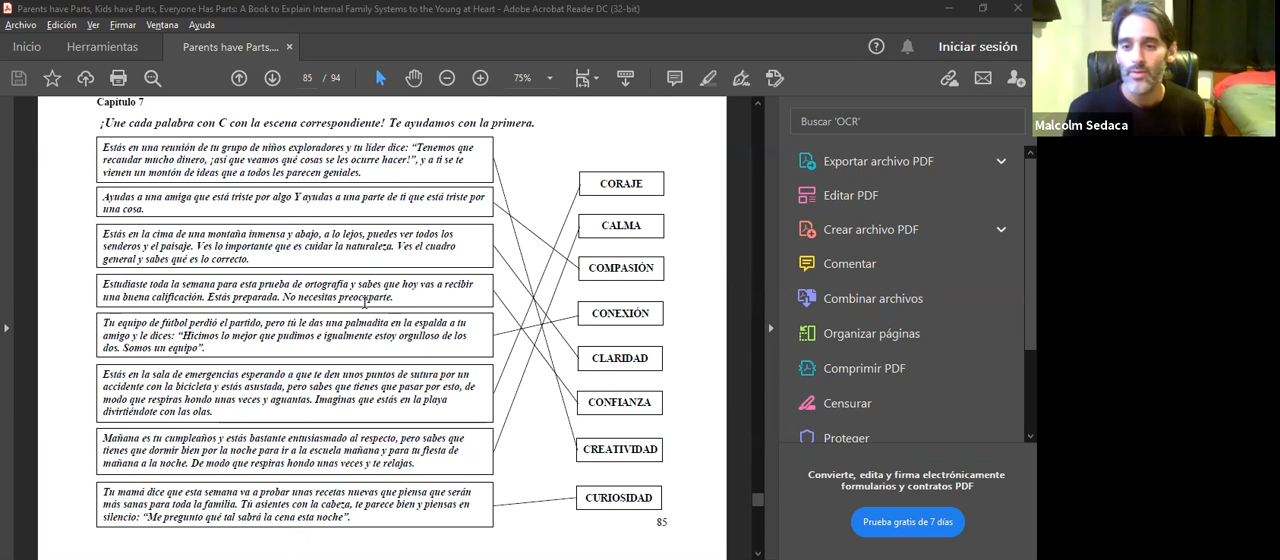 Parents have Parts, Kids have Parts, Everyone Has Parts: A Book to Explain Internal Family Systems to the Young at Heart - Adobe Acrobat Reader DC (32-bit)
Archivo Edición Ver Firmar Ventana Ayuda
Inicio Herramientas Parents have Parts,... × Iniciar sesión
85 / 94 75%
Malcolm Sedaca
Capítulo 7
¡Une cada palabra con C con la escena correspondiente! Te ayudamos con la primera.
Estás en una reunión de tu grupo de niños exploradores y tu líder dice: “Tenemos que
recaudar mucho dinero, ¡así que veamos qué cosas se les ocurre hacer!”, y a ti se te
vienen un montón de ideas que a todos les parecen geniales.
Ayudas a una amiga que está triste por algo Y ayudas a una parte de ti que está triste por
una cosa.
Estás en la cima de una montaña inmensa y abajo, a lo lejos, puedes ver todos los
senderos y el paisaje. Ves lo importante que es cuidar la naturaleza. Ves el cuadro
general y sabes qué es lo correcto.
Estudiaste toda la semana para esta prueba de ortografía y sabes que hoy vas a recibir
una buena calificación. Estás preparada. No necesitas preocuparte.
Tu equipo de fútbol perdió el partido, pero tú le das una palmadita en la espalda a tu
amigo y le dices: “Hicimos lo mejor que pudimos e igualmente estoy orgulloso de los
dos. Somos un equipo”.
Estás en la sala de emergencias esperando a que te den unos puntos de sutura por un
accidente con la bicicleta y estás asustada, pero sabes que tienes que pasar por esto, de
modo que respiras hondo unas veces y aguantas. Imaginas que estás en la playa
divirtiéndote con las olas.
Mañana es tu cumpleaños y estás bastante entusiasmado al respecto, pero sabes que
tienes que dormir bien por la noche para ir a la escuela mañana y para tu fiesta de
mañana a la noche. De modo que respiras hondo unas veces y te relajas.
Tu mamá dice que esta semana va a probar unas recetas nuevas que piensa que serán
más sanas para toda la familia. Tú asientes con la cabeza, te parece bien y piensas en
silencio: “Me pregunto qué tal sabrá la cena esta noche”.
CORAJE
CALMA
COMPASIÓN
CONEXIÓN
CLARIDAD
CONFIANZA
CREATIVIDAD
CURIOSIDAD
85
Buscar 'OCR'
Exportar archivo PDF
Editar PDF
Crear archivo PDF
Comentar
Combinar archivos
Organizar páginas
Comprimir PDF
Censurar
Proteger
Convierte, edita y firma electrónicamente
formularios y contratos PDF
Prueba gratis de 7 días